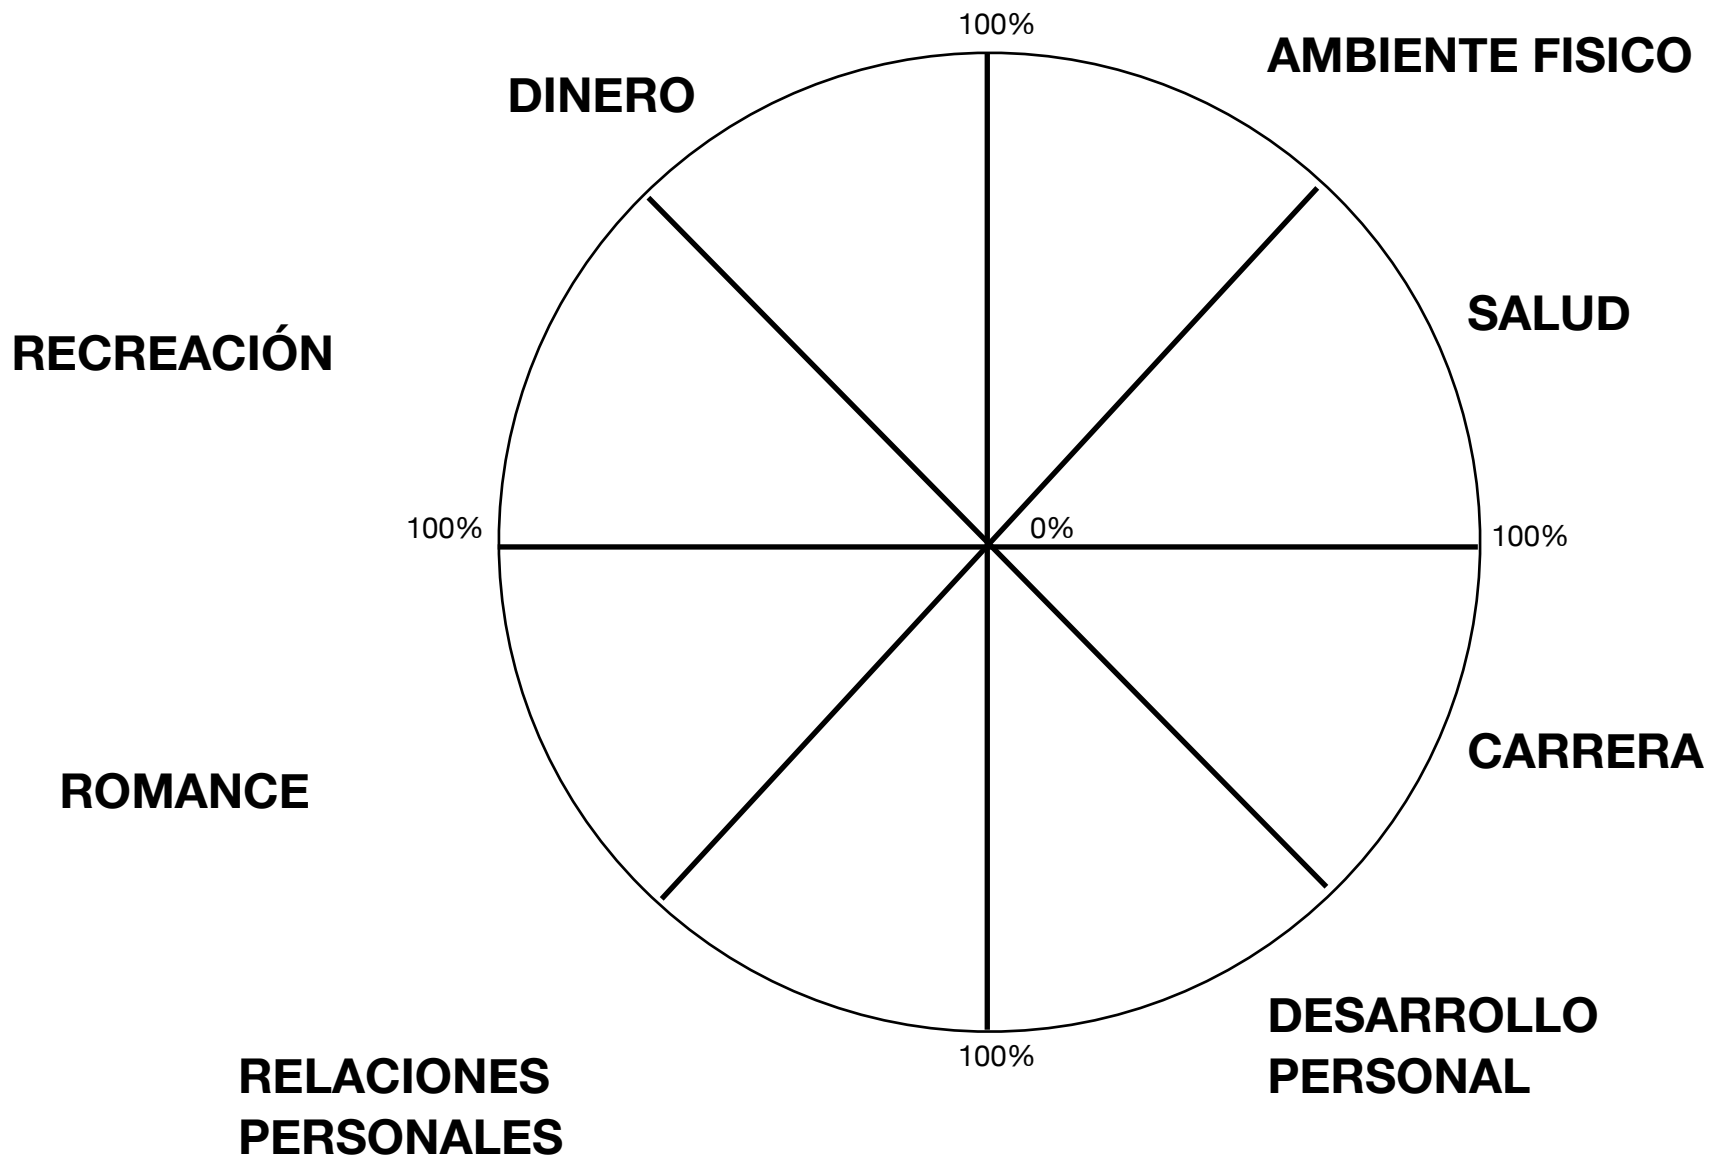 100%
AMBIENTE FISICO
DINERO
SALUD
RECREACIÓN
100%
0%
100%
CARRERA
ROMANCE
DESARROLLO
PERSONAL
100%
RELACIONES
PERSONALES